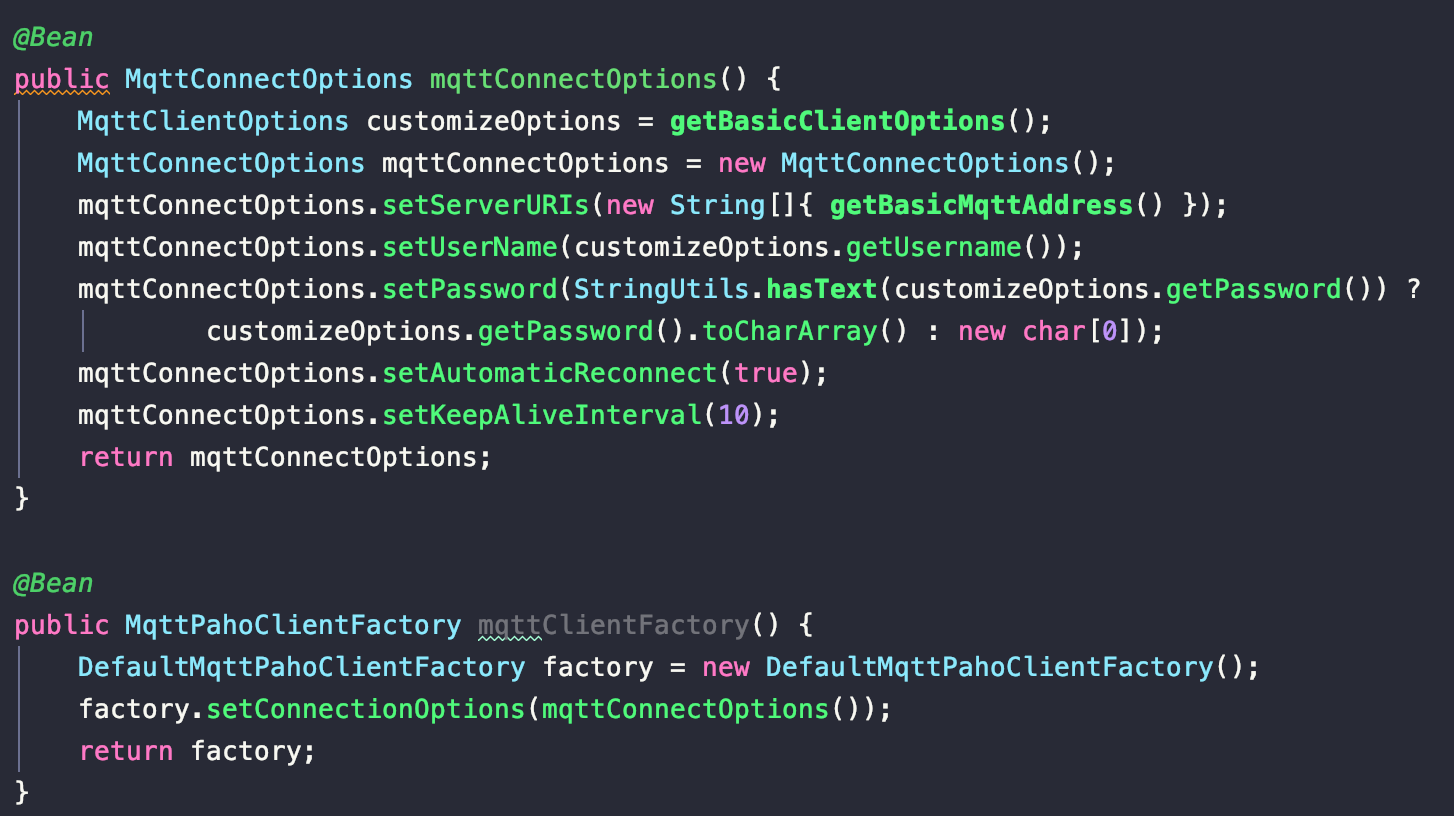 @Bean
public MqttConnectOptions mqttConnectOptions() {
    MqttClientOptions customizeOptions = getBasicClientOptions();
    MqttConnectOptions mqttConnectOptions = new MqttConnectOptions();
    mqttConnectOptions.setServerURIs(new String[]{ getBasicMqttAddress() });
    mqttConnectOptions.setUserName(customizeOptions.getUsername());
    mqttConnectOptions.setPassword(StringUtils.hasText(customizeOptions.getPassword()) ?
            customizeOptions.getPassword().toCharArray() : new char[0]);
    mqttConnectOptions.setAutomaticReconnect(true);
    mqttConnectOptions.setKeepAliveInterval(10);
    return mqttConnectOptions;
}

@Bean
public MqttPahoClientFactory mqttClientFactory() {
    DefaultMqttPahoClientFactory factory = new DefaultMqttPahoClientFactory();
    factory.setConnectionOptions(mqttConnectOptions());
    return factory;
}